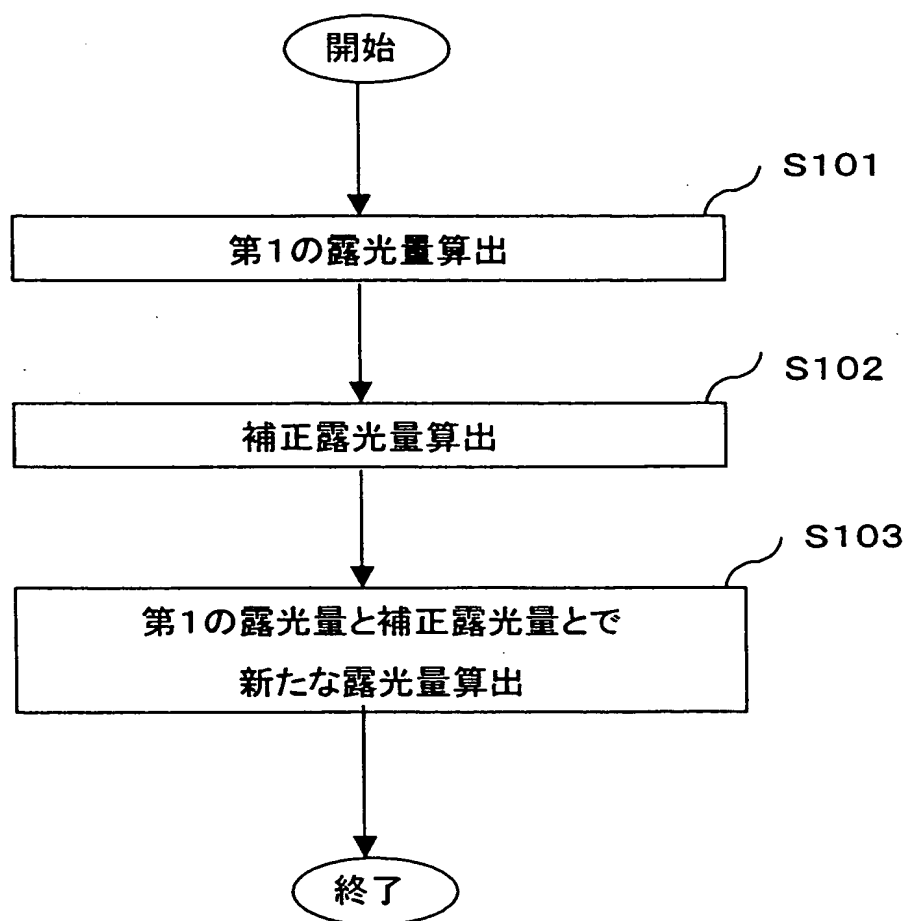 開始
S101
第1の露光量算出
S102
補正露光量算出
S103
第1の露光量と補正露光量とで
新たな露光量算出
終了